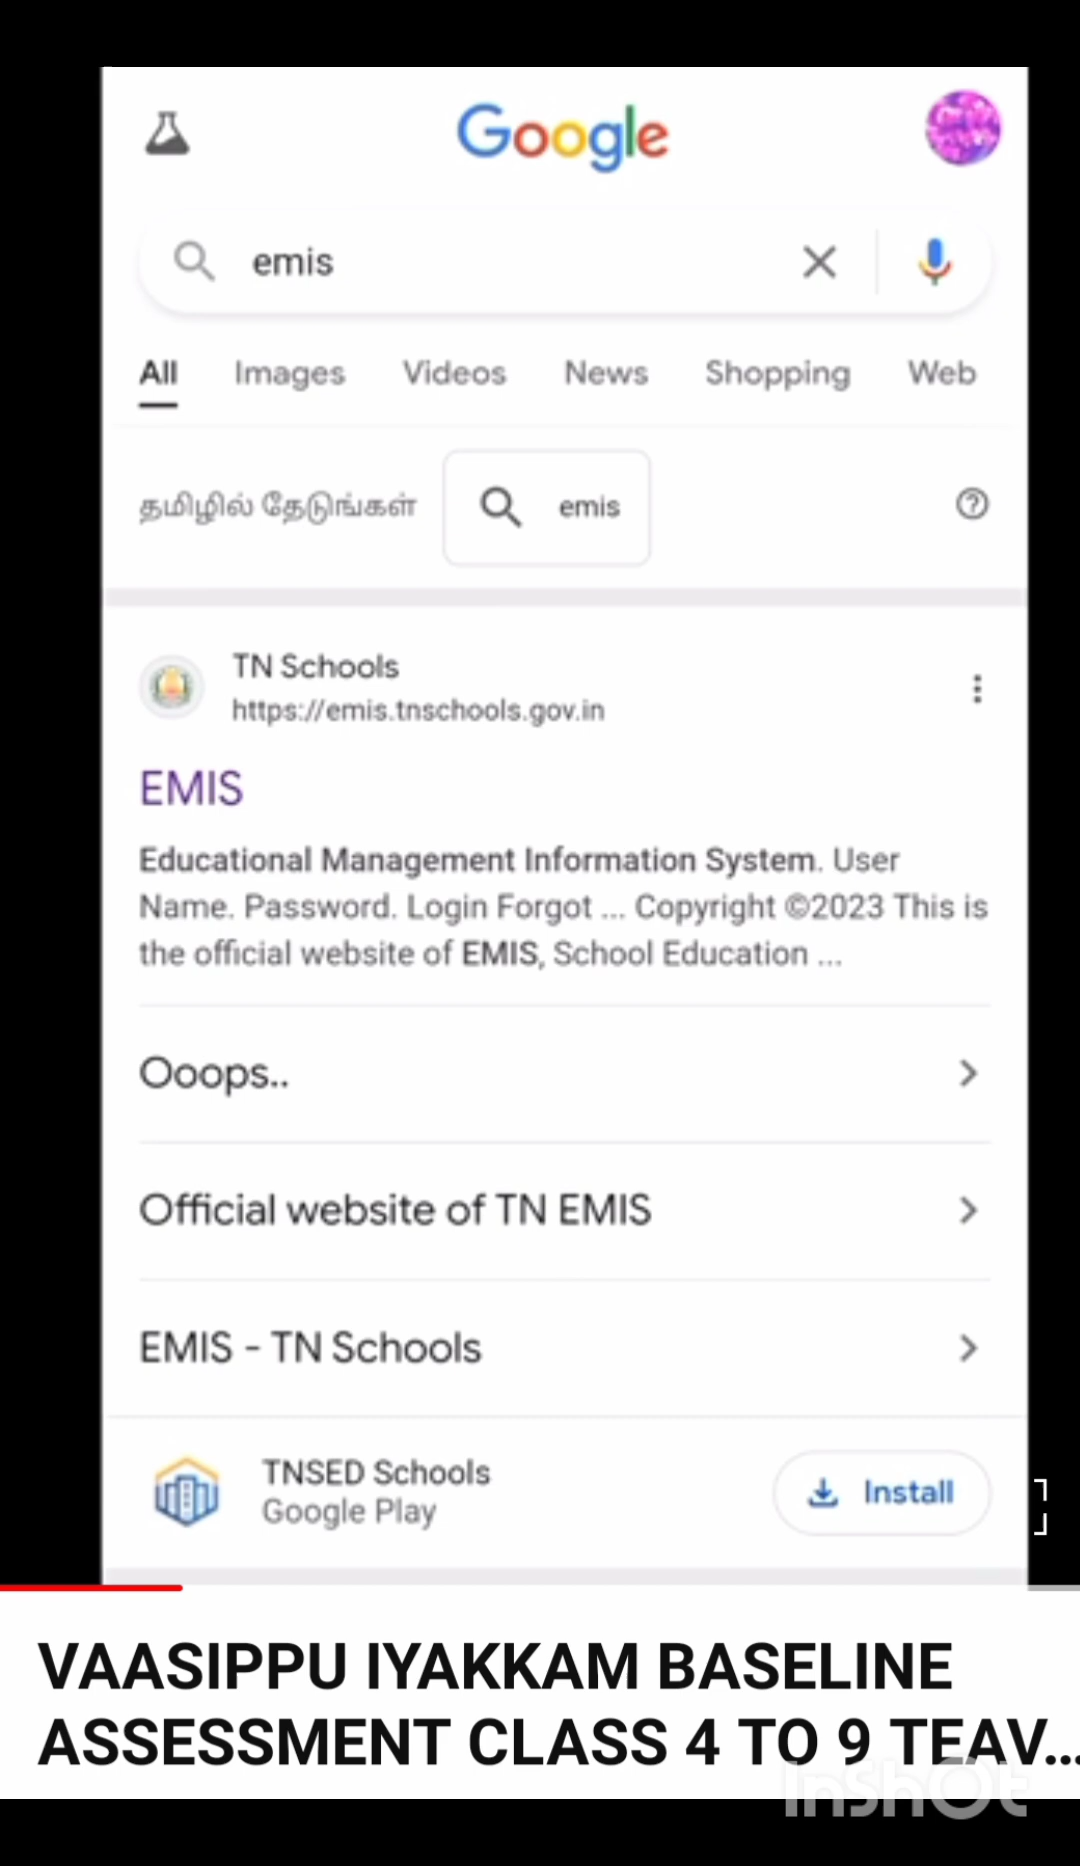 Google
emis
All Images Videos News Shopping Web
தமிழில் தேடுங்கள் emis
TN Schools
https://emis.tnschools.gov.in
EMIS
Educational Management Information System. User
Name. Password. Login Forgot ... Copyright ©2023 This is
the official website of EMIS, School Education ...
Ooops..
Official website of TN EMIS
EMIS - TN Schools
TNSED Schools
Google Play
Install
VAASIPPU IYAKKAM BASELINE
ASSESSMENT CLASS 4 TO 9 TEAV...
InShOt